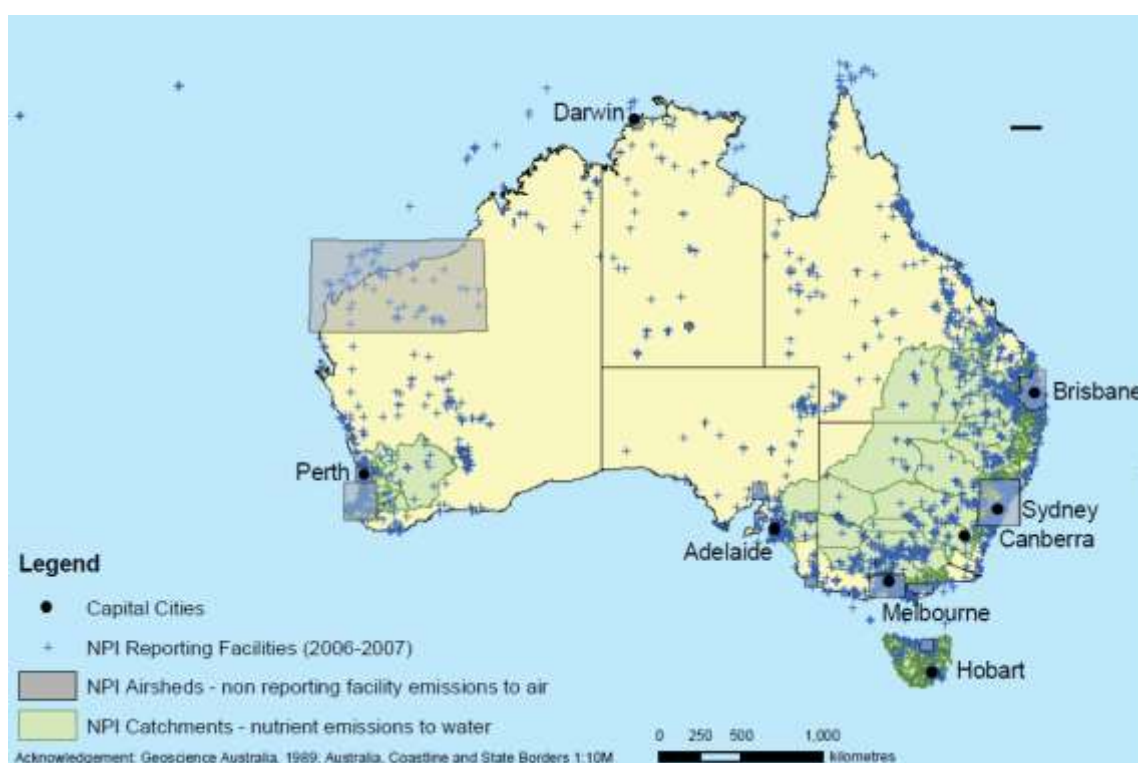 Darwin
Brisbane
Perth
Sydney
Adelaide
Canberra
Melbourne
Hobart
Legend
Capital Cities
NPI Reporting Facilities (2006-2007)
NPI Airsheds - non reporting facility emissions to air
NPI Catchments - nutrient emissions to water
0 250 500 1,000
kilometres
Acknowledgement: Geoscience Australia, 1989: Australia, Coastline and State Borders 1:10M